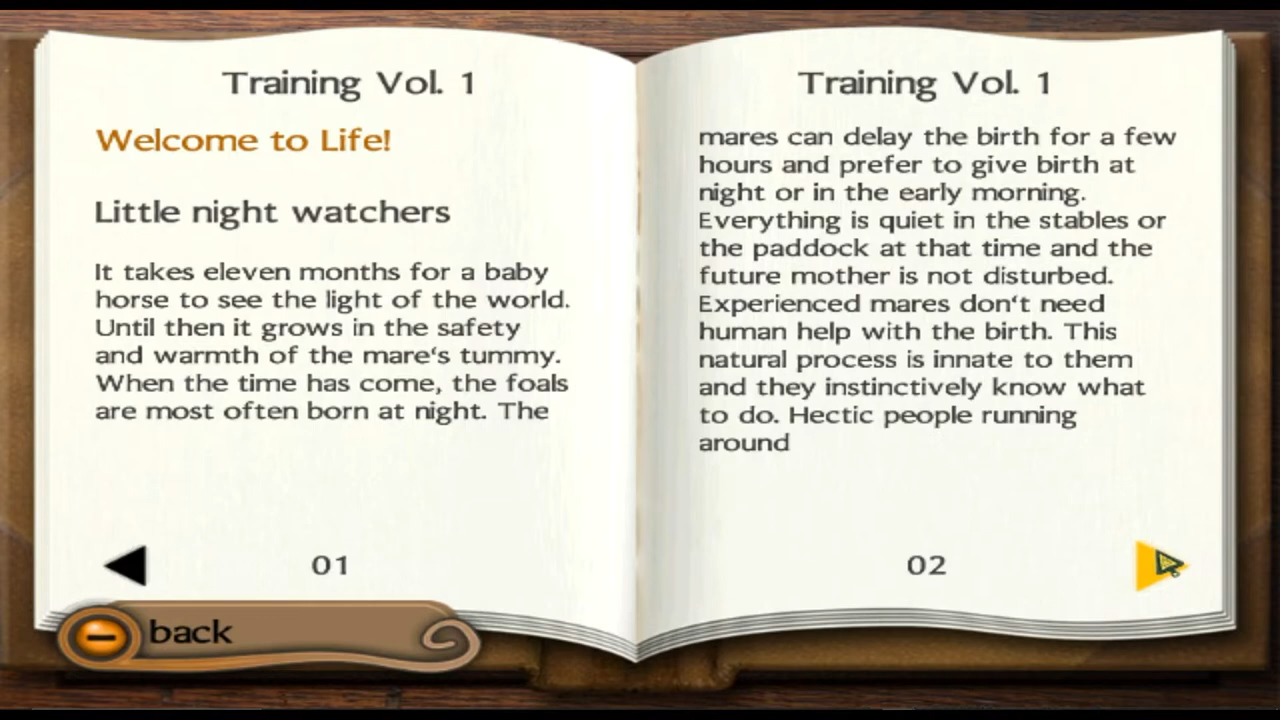 Training Vol. 1
Welcome to Life!
Little night watchers
It takes eleven months for a baby
horse to see the light of the world.
Until then it grows in the safety
and warmth of the mare‘s tummy.
When the time has come, the foals
are most often born at night. The
01
Training Vol. 1
mares can delay the birth for a few
hours and prefer to give birth at
night or in the early morning.
Everything is quiet in the stables or
the paddock at that time and the
future mother is not disturbed.
Experienced mares don‘t need
human help with the birth. This
natural process is innate to them
and they instinctively know what
to do. Hectic people running
around
02
back